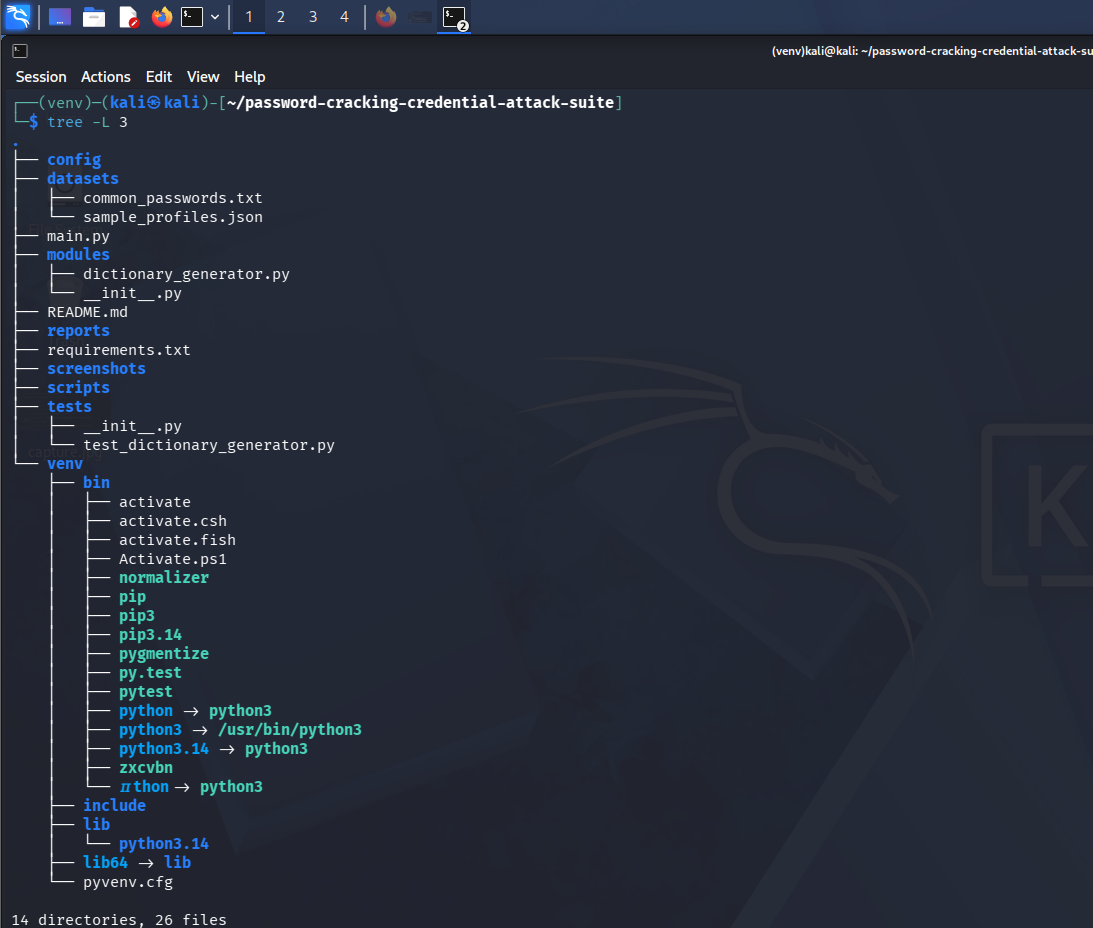 1 2 3 4 2
(venv)kali@kali: ~/password-cracking-credential-attack-su
Session Actions Edit View Help
┌──(venv)─(kali㉿kali)-[~/password-cracking-credential-attack-suite]
└─$ tree -L 3
.
├── config
├── datasets
│   ├── common_passwords.txt
│   └── sample_profiles.json
├── main.py
├── modules
│   ├── dictionary_generator.py
│   └── __init__.py
├── README.md
├── reports
├── requirements.txt
├── screenshots
├── scripts
├── tests
│   ├── __init__.py
│   └── test_dictionary_generator.py
└── venv
    ├── bin
    │   ├── activate
    │   ├── activate.csh
    │   ├── activate.fish
    │   ├── Activate.ps1
    │   ├── normalizer
    │   ├── pip
    │   ├── pip3
    │   ├── pip3.14
    │   ├── pygmentize
    │   ├── py.test
    │   ├── pytest
    │   ├── python -> python3
    │   ├── python3 -> /usr/bin/python3
    │   ├── python3.14 -> python3
    │   ├── zxcvbn
    │   └── 𝜋thon -> python3
    ├── include
    ├── lib
    │   └── python3.14
    ├── lib64 -> lib
    └── pyvenv.cfg
14 directories, 26 files
K